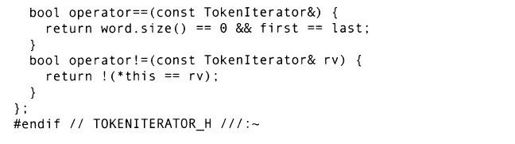 bool operator==(const TokenIterator&) {
return word.size() == 0 && first == last;
}
bool operator!=(const TokenIterator& rv) {
return !(*this == rv);
}
};
#endif // TOKENITERATOR_H ///:~